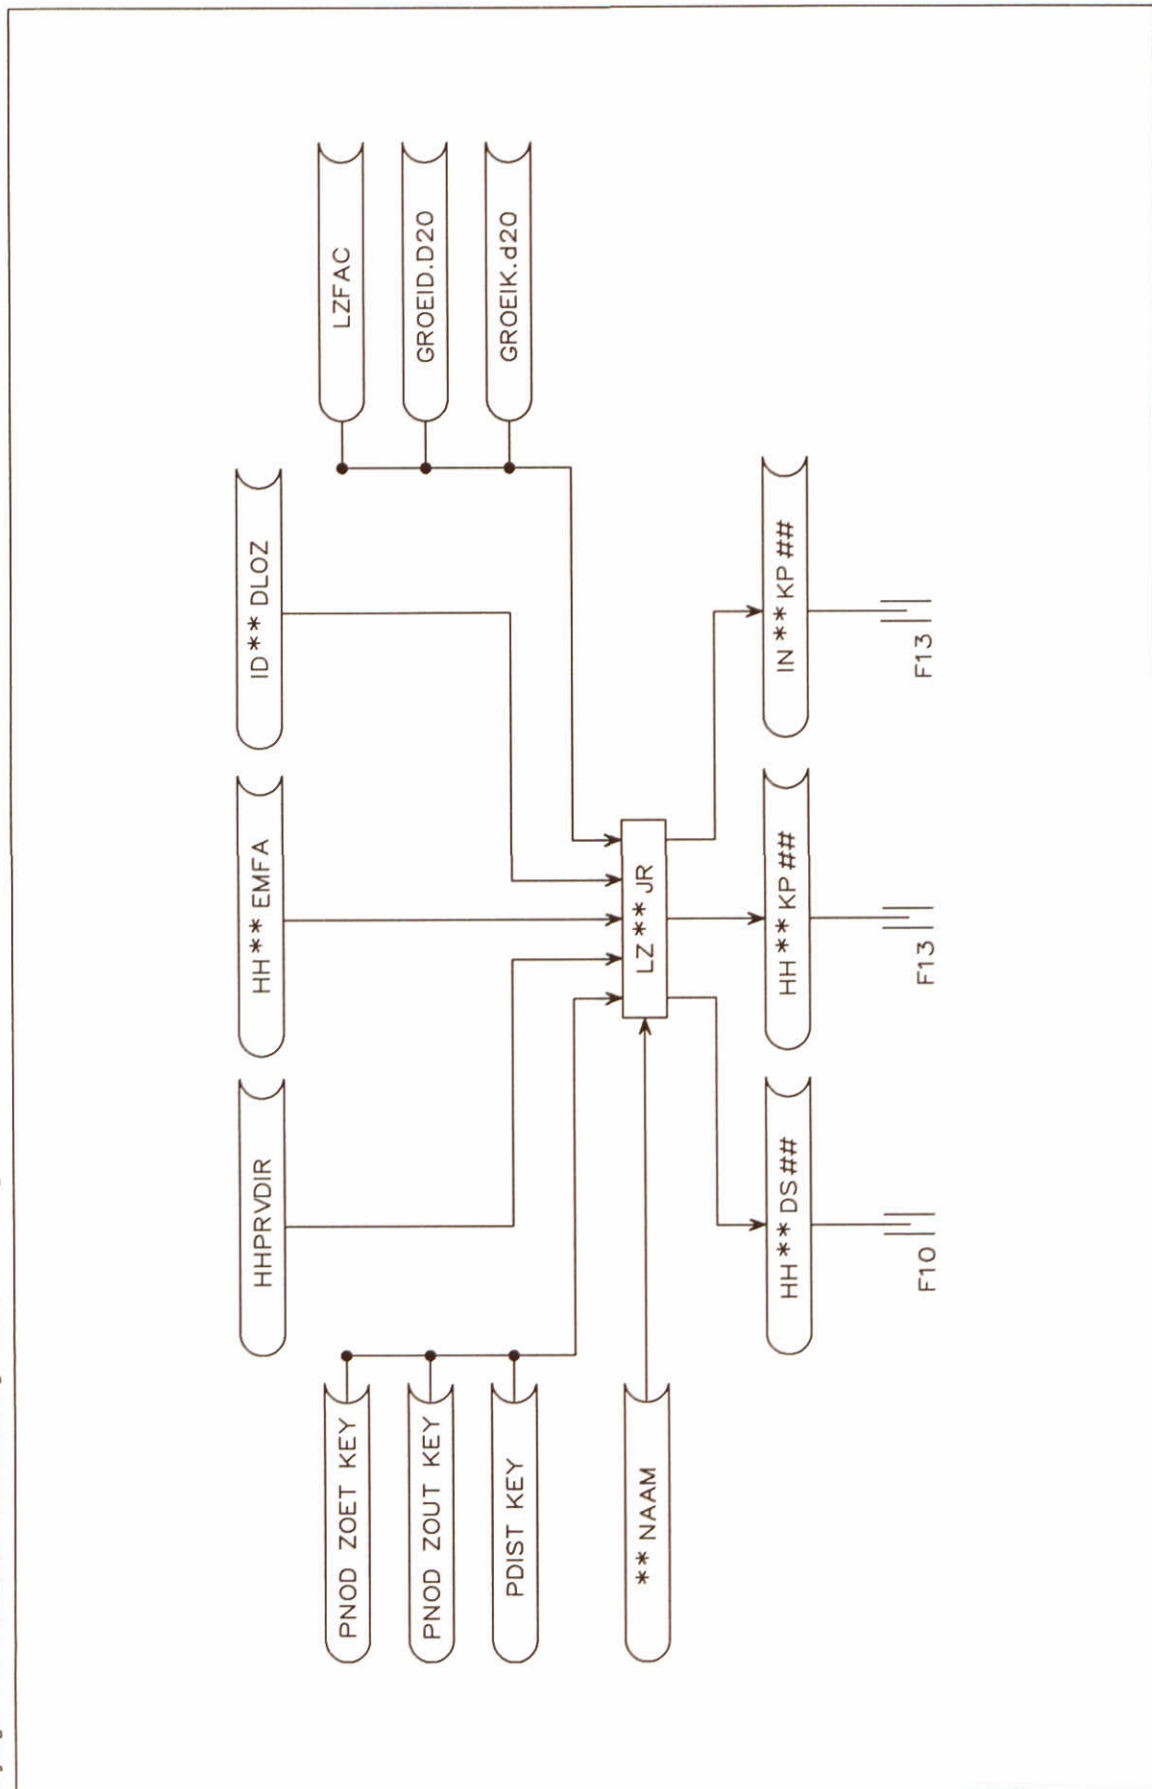 HHPRVDIR
HH**EMFA
ID**DLOZ
PNOD ZOET KEY
PNOD ZOUT KEY
PDIST KEY
LZFAC
GROEID.D20
GROEIK.d20
**NAAM
LZ**JR
HH**DS##
HH**KP##
IN**KP##
F10
F13
F13